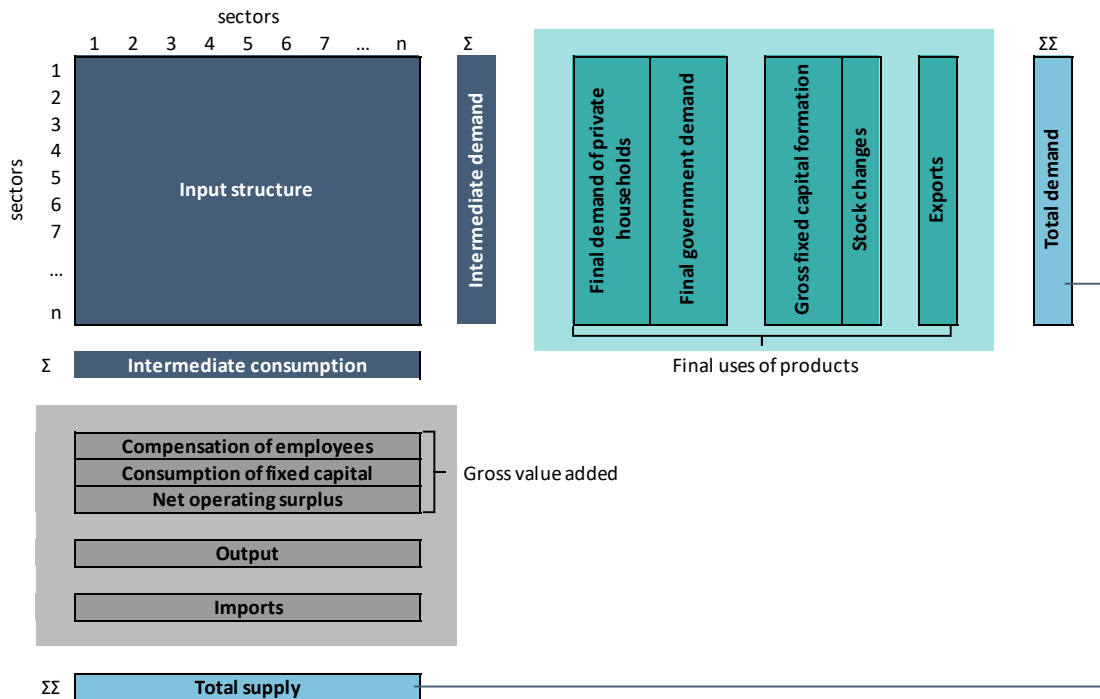 sectors
1 2 3 4 5 6 7 ... n Σ ΣΣ
sectors
1
2
3
4
5
6
7
...
n
Input structure
Intermediate demand
Final demand of private
households
Final government demand
Gross fixed capital formation
Stock changes
Exports
Total demand
Final uses of products
Σ Intermediate consumption
Compensation of employees
Consumption of fixed capital
Net operating surplus
Gross value added
Output
Imports
ΣΣ Total supply